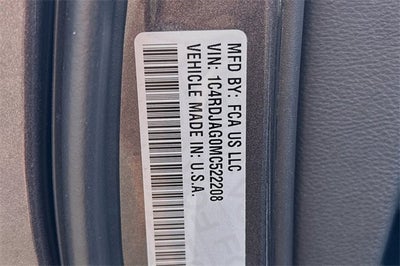 MFD BY: FCA US LLC
VIN: 1C4RDJAG0MC522208
VEHICLE MADE IN: U.S.A.